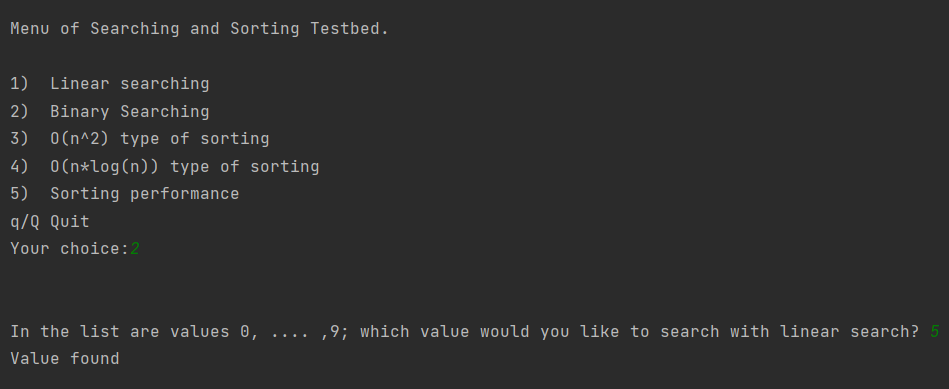 Menu of Searching and Sorting Testbed.
1)  Linear searching
2)  Binary Searching
3)  O(n^2) type of sorting
4)  O(n*log(n)) type of sorting
5)  Sorting performance
q/Q Quit
Your choice:2
In the list are values 0, .... ,9; which value would you like to search with linear search? 5
Value found